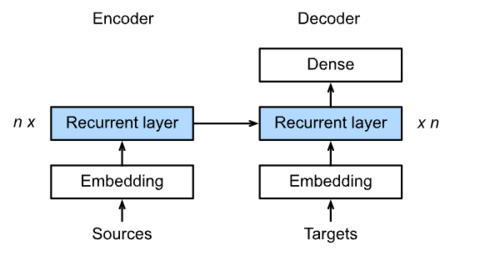 Encoder
Decoder
Dense
n x
Recurrent layer
Recurrent layer
x n
Embedding
Embedding
Sources
Targets